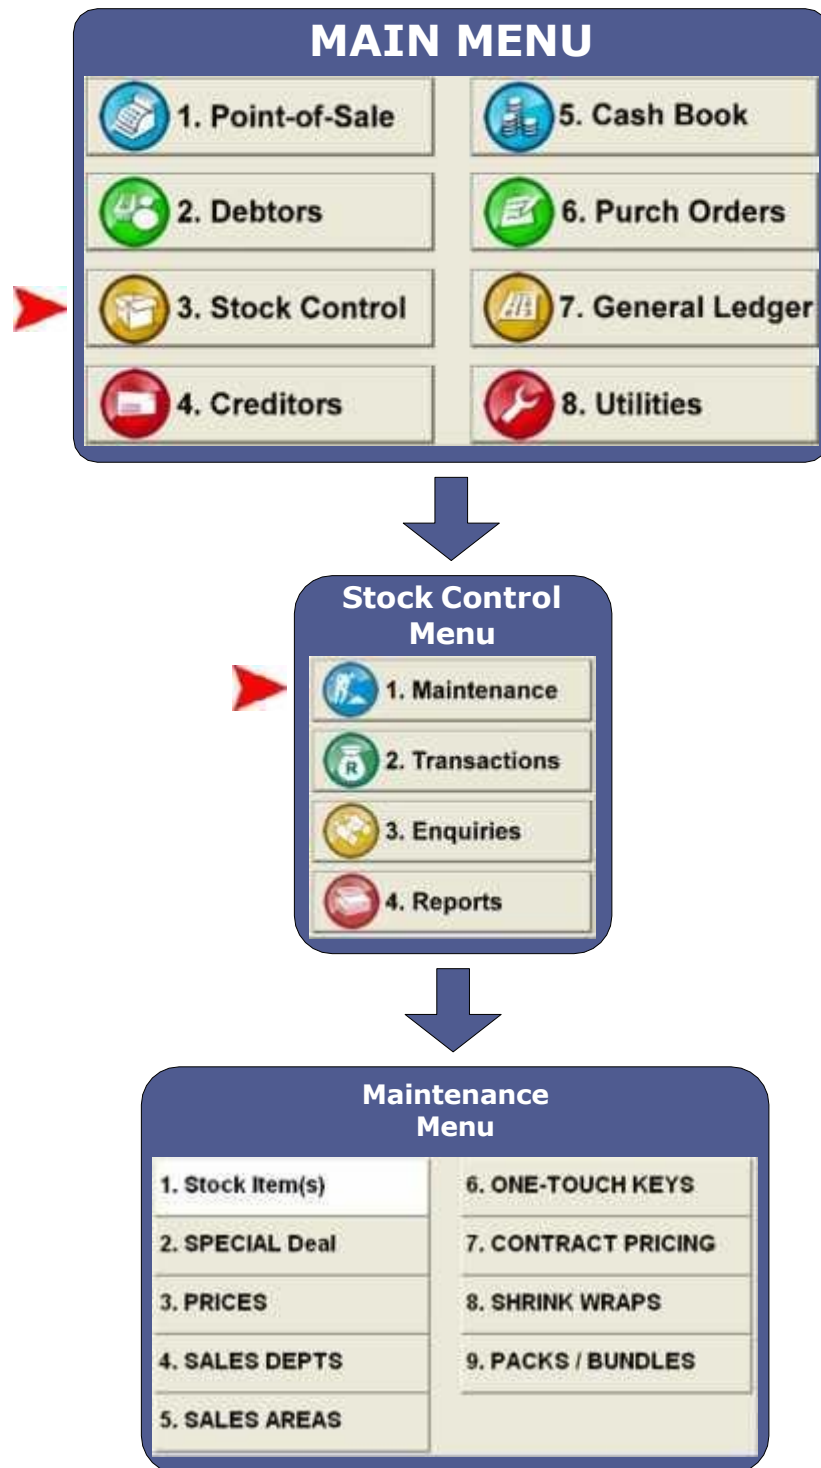 MAIN MENU
1. Point-of-Sale
2. Debtors
3. Stock Control
4. Creditors
5. Cash Book
6. Purch Orders
7. General Ledger
8. Utilities
Stock Control
Menu
1. Maintenance
R
2. Transactions
3. Enquiries
4. Reports
Maintenance
Menu
1. Stock Item(s)
2. SPECIAL Deal
3. PRICES
4. SALES DEPTS
5. SALES AREAS
6. ONE-TOUCH KEYS
7. CONTRACT PRICING
8. SHRINK WRAPS
9. PACKS / BUNDLES